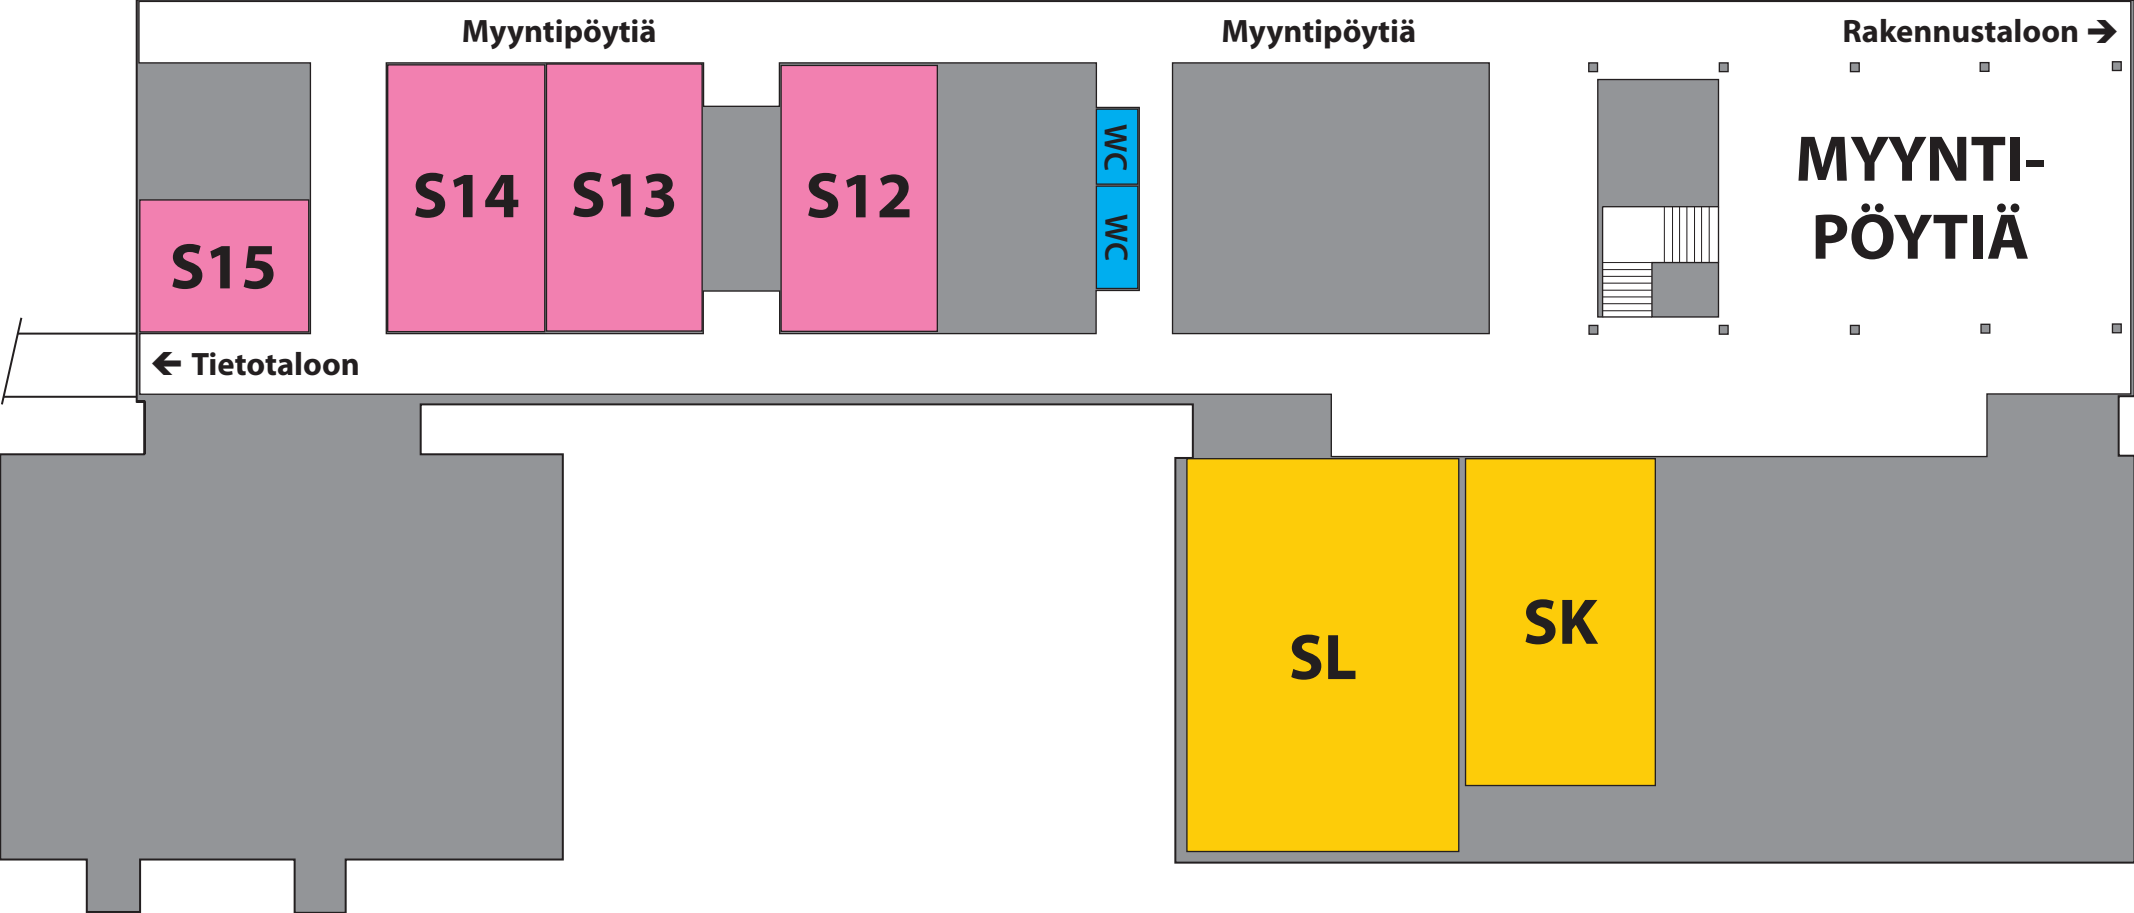 Myyntipöytiä
Myyntipöytiä
Rakennustaloon →
S14
S13
S12
WC
WC
S15
MYYNTI-
PÖYTIÄ
← Tietotaloon
SL
SK